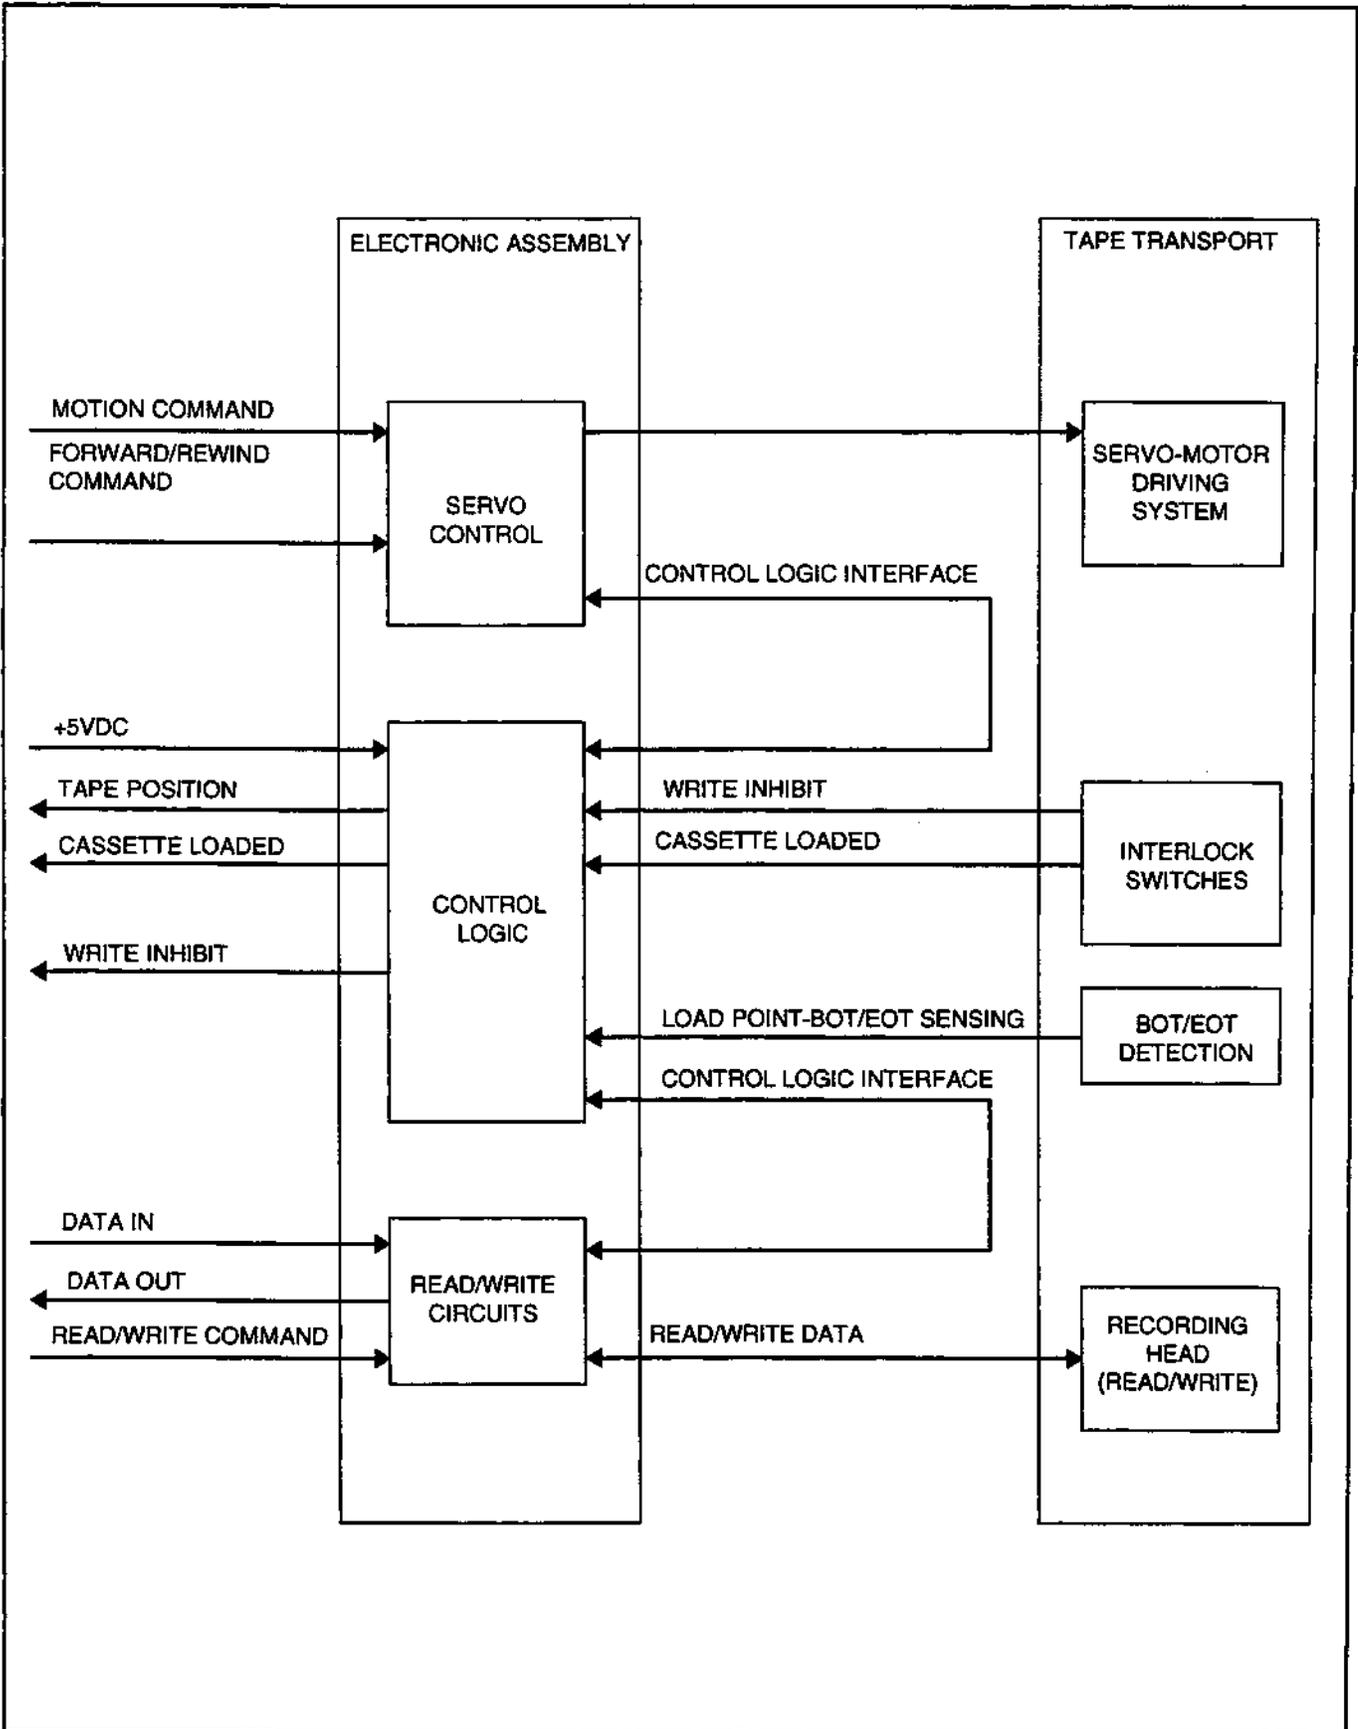 ELECTRONIC ASSEMBLY
TAPE TRANSPORT
MOTION COMMAND
FORWARD/REWIND
COMMAND
SERVO
CONTROL
SERVO-MOTOR
DRIVING
SYSTEM
CONTROL LOGIC INTERFACE
+5VDC
TAPE POSITION
CASSETTE LOADED
WRITE INHIBIT
CONTROL
LOGIC
WRITE INHIBIT
CASSETTE LOADED
INTERLOCK
SWITCHES
LOAD POINT-BOT/EOT SENSING
BOT/EOT
DETECTION
CONTROL LOGIC INTERFACE
DATA IN
DATA OUT
READ/WRITE COMMAND
READ/WRITE
CIRCUITS
READ/WRITE DATA
RECORDING
HEAD
(READ/WRITE)